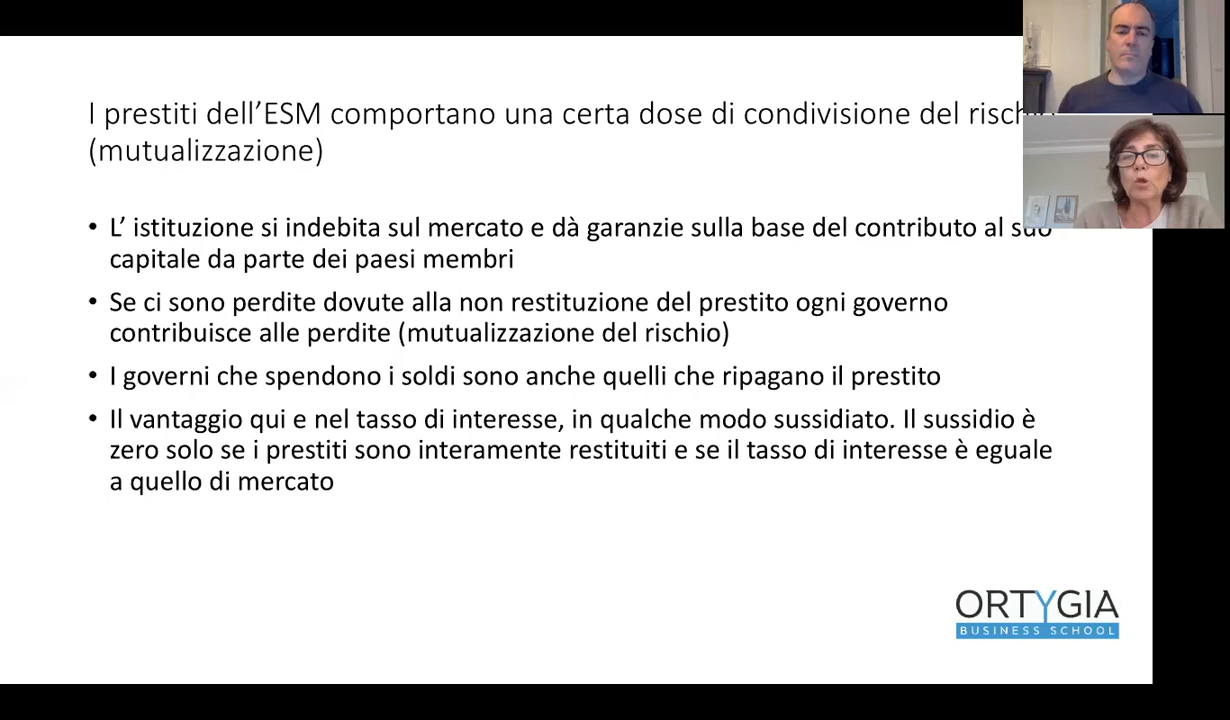 I prestiti dell’ESM comportano una certa dose di condivisione del rischio
(mutualizzazione)
• L’ istituzione si indebita sul mercato e dà garanzie sulla base del contributo al suo
capitale da parte dei paesi membri
• Se ci sono perdite dovute alla non restituzione del prestito ogni governo
contribuisce alle perdite (mutualizzazione del rischio)
• I governi che spendono i soldi sono anche quelli che ripagano il prestito
• Il vantaggio qui e nel tasso di interesse, in qualche modo sussidiato. Il sussidio è
zero solo se i prestiti sono interamente restituiti e se il tasso di interesse è eguale
a quello di mercato
ORTYGIA
BUSINESS SCHOOL